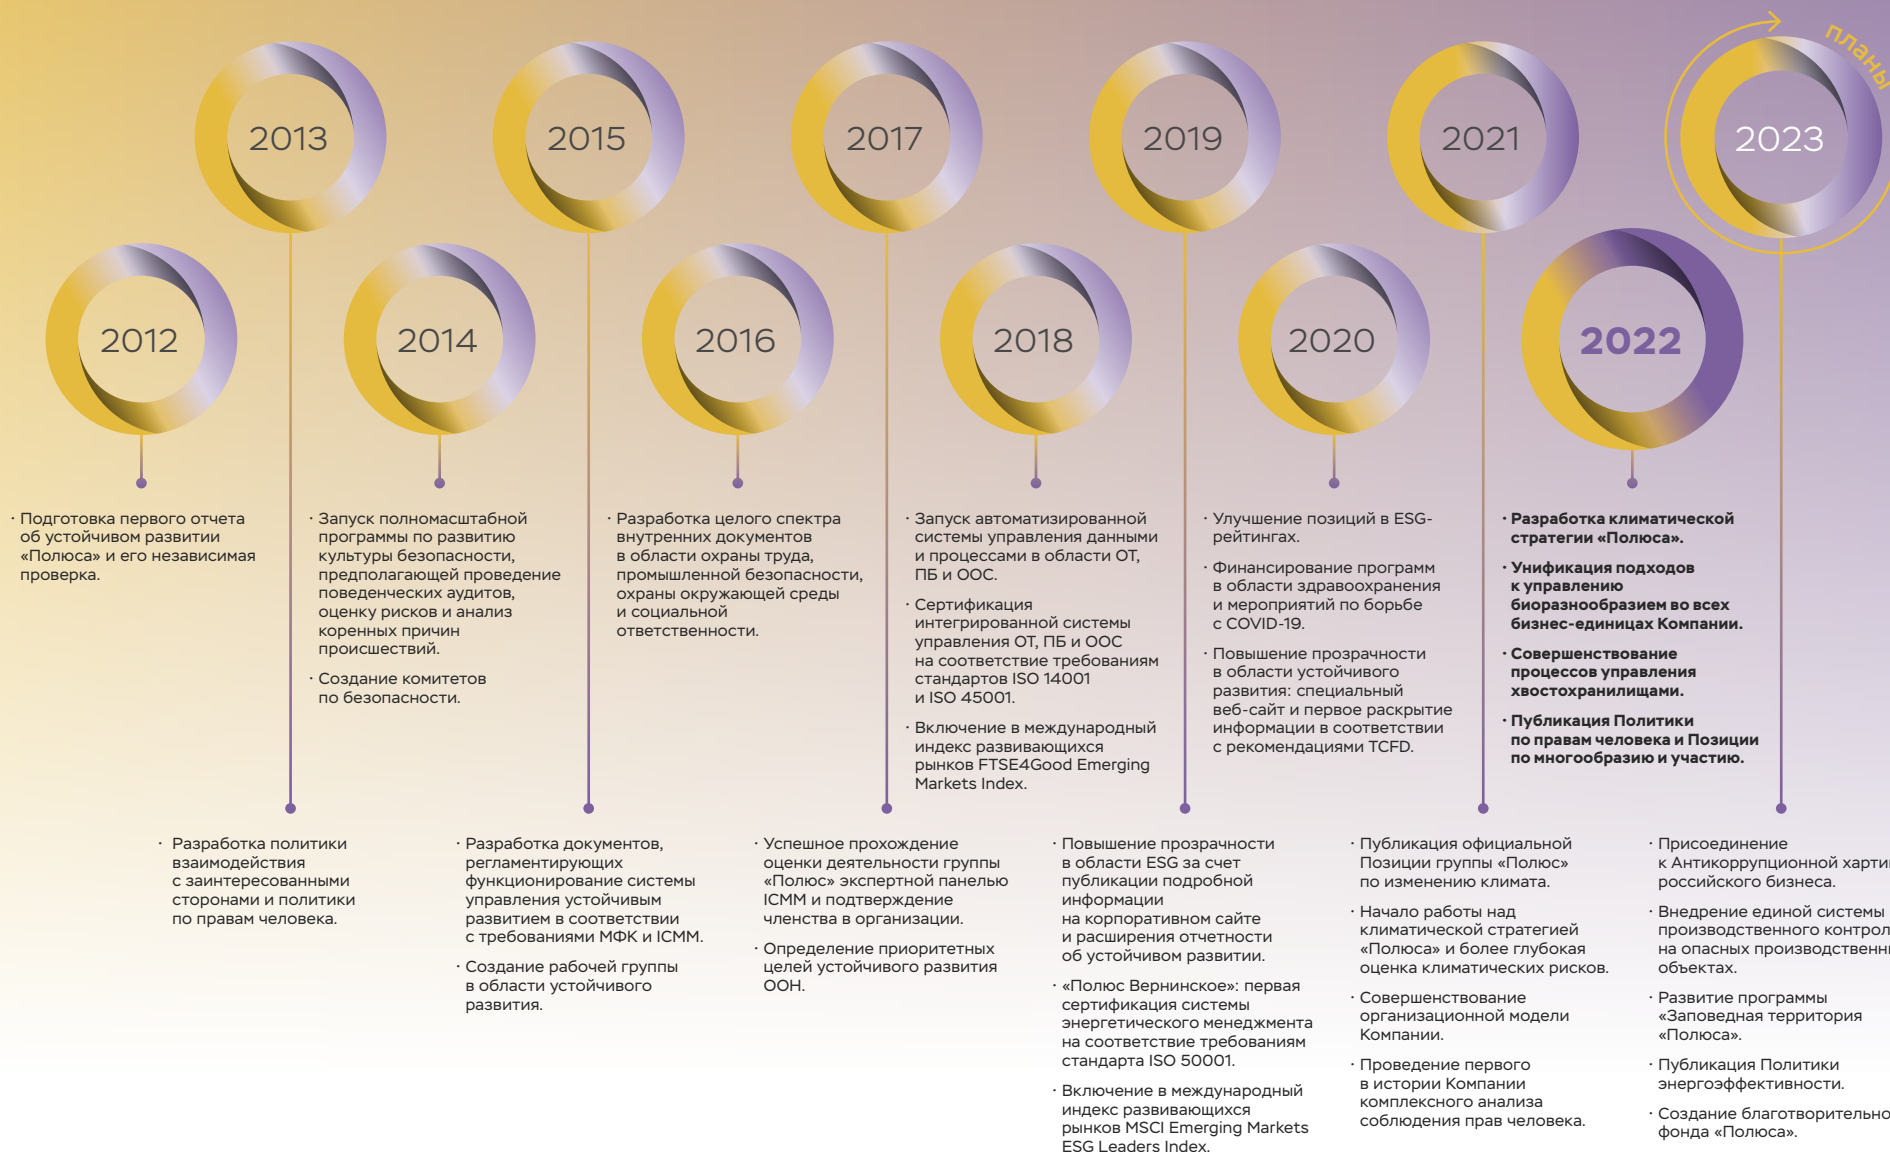 планы
2013
2015
2017
2019
2021
2023
2012
2014
2016
2018
2020
2022
· Подготовка первого отчета
об устойчивом развитии
«Полюса» и его независимая
проверка.
· Запуск полномасштабной
программы по развитию
культуры безопасности,
предполагающей проведение
поведенческих аудитов,
оценку рисков и анализ
коренных причин
происшествий.
· Создание комитетов
по безопасности.
· Разработка целого спектра
внутренних документов
в области охраны труда,
промышленной безопасности,
охраны окружающей среды
и социальной
ответственности.
· Запуск автоматизированной
системы управления данными
и процессами в области ОТ,
ПБ и ООС.
· Сертификация
интегрированной системы
управления ОТ, ПБ и ООС
на соответствие требованиям
стандартов ISO 14001
и ISO 45001.
· Включение в международный
индекс развивающихся
рынков FTSE4Good Emerging
Markets Index.
· Улучшение позиций в ESG-
рейтингах.
· Финансирование программ
в области здравоохранения
и мероприятий по борьбе
с COVID-19.
· Повышение прозрачности
в области устойчивого
развития: специальный
веб-сайт и первое раскрытие
информации в соответствии
с рекомендациями TCFD.
· Разработка климатической
стратегии «Полюса».
· Унификация подходов
к управлению
биоразнообразием во всех
бизнес-единицах Компании.
· Совершенствование
процессов управления
хвостохранилищами.
· Публикация Политики
по правам человека и Позиции
по многообразию и участию.
· Разработка политики
взаимодействия
с заинтересованными
сторонами и политики
по правам человека.
· Разработка документов,
регламентирующих
функционирование системы
управления устойчивым
развитием в соответствии
с требованиями МФК и ICMM.
· Создание рабочей группы
в области устойчивого
развития.
· Успешное прохождение
оценки деятельности группы
«Полюс» экспертной панелью
ICMM и подтверждение
членства в организации.
· Определение приоритетных
целей устойчивого развития
ООН.
· Повышение прозрачности
в области ESG за счет
публикации подробной
информации
на корпоративном сайте
и расширения отчетности
об устойчивом развитии.
· «Полюс Вернинское»: первая
сертификация системы
энергетического менеджмента
на соответствие требованиям
стандарта ISO 50001.
· Включение в международный
индекс развивающихся
рынков MSCI Emerging Markets
ESG Leaders Index.
· Публикация официальной
Позиции группы «Полюс»
по изменению климата.
· Начало работы над
климатической стратегией
«Полюса» и более глубокая
оценка климатических рисков.
· Совершенствование
организационной модели
Компании.
· Проведение первого
в истории Компании
комплексного анализа
соблюдения прав человека.
· Присоединение
к Антикоррупционной харти
российского бизнеса.
· Внедрение единой системы
производственного контрол
на опасных производственн
объектах.
· Развитие программы
«Заповедная территория
«Полюса».
· Публикация Политики
энергоэффективности.
· Создание благотворительно
фонда «Полюса».